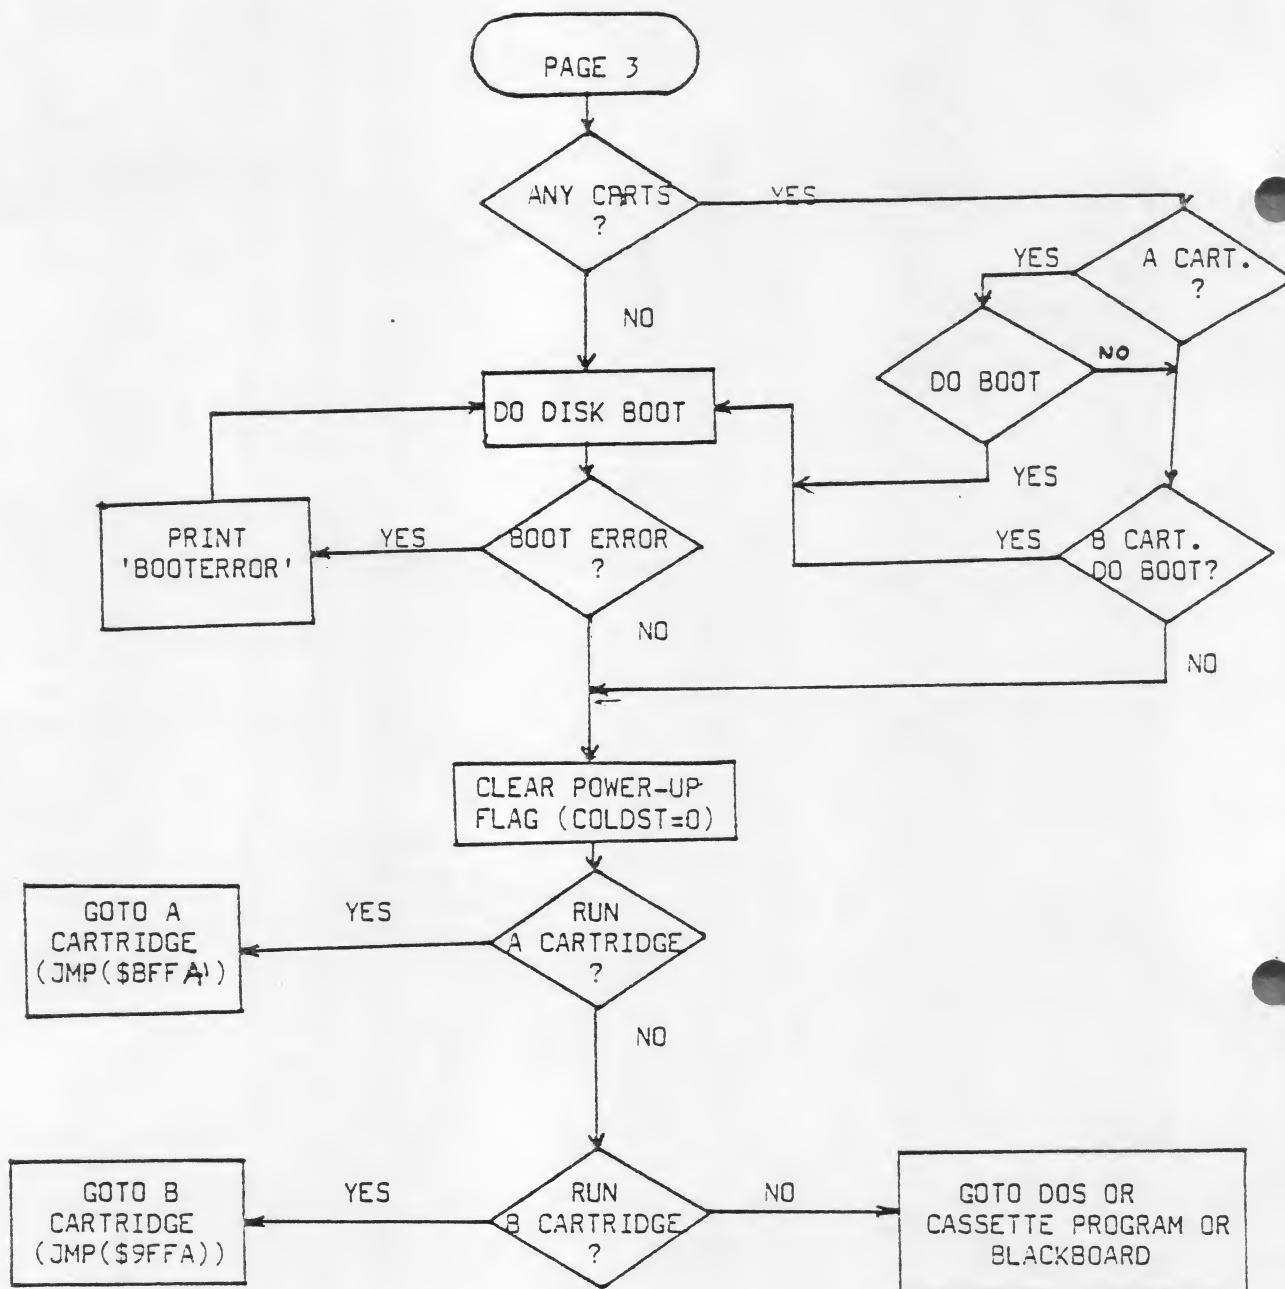 PAGE 3
ANY CARTS
?
YES
A CART.
?
YES
NO
DO BOOT
NO
DO DISK BOOT
YES
PRINT
'BOOTERROR'
YES
BOOT ERROR
?
YES
B CART.
DO BOOT?
NO
NO
CLEAR POWER-UP
FLAG (COLDST=0)
GOTO A
CARTRIDGE
(JMP($BFFA))
YES
RUN
A CARTRIDGE
?
NO
GOTO B
CARTRIDGE
(JMP($9FFA))
YES
RUN
B CARTRIDGE
?
NO
GOTO DOS OR
CASSETTE PROGRAM OR
BLACKBOARD